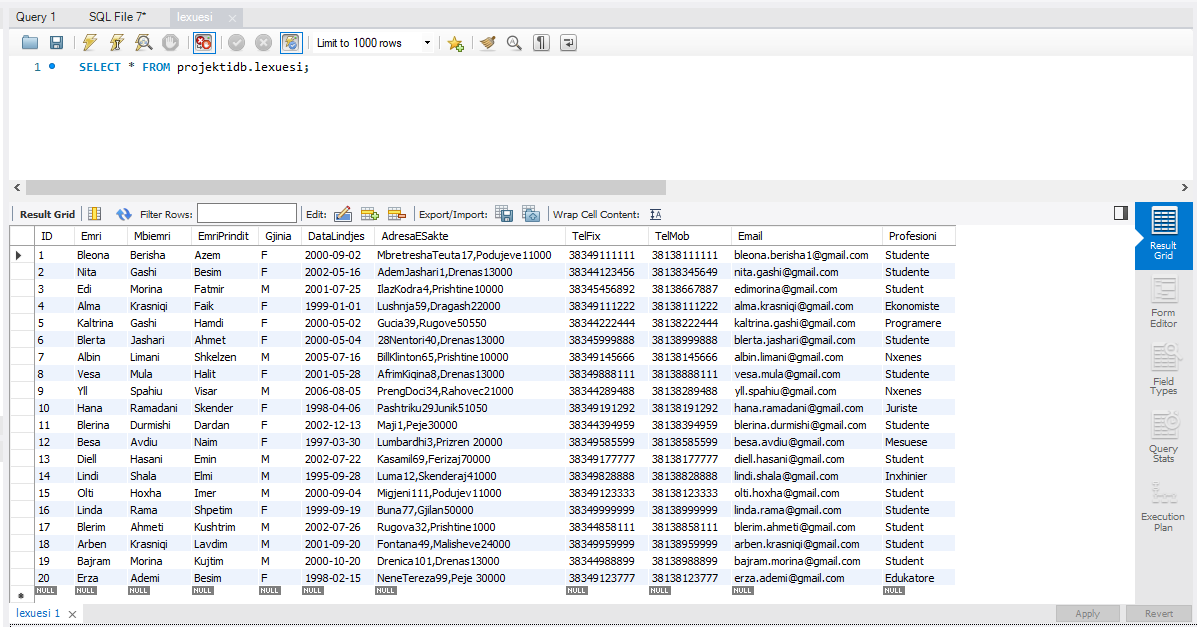 Query 1 SQL File 7* lexuesi
Limit to 1000 rows
1 SELECT * FROM projektidb.lexuesi;
Result Grid Filter Rows: Edit: Export/Import: Wrap Cell Content:
ID Emri Mbiemri EmriPrindit Gjinia DataLindjes AdresaESakte TelFix TelMob Email Profesioni
1 Bleona Berisha Azem F 2000-09-02 MbretreshaTeuta17,Podujeve11000 38349111111 38138111111 bleona.berisha1@gmail.com Studente
2 Nita Gashi Besim F 2002-05-16 AdemJashari1,Drenas13000 38344123456 38138345649 nita.gashi@gmail.com Studente
3 Edi Morina Fatmir M 2001-07-25 IlazKodra4,Prishtine10000 38345456892 38138667887 edimorina@gmail.com Student
4 Alma Krasniqi Faik F 1999-01-01 Lushnja59,Dragash22000 38349111222 38138111222 alma.krasniqi@gmail.com Ekonomiste
5 Kaltrina Gashi Hamdi F 2000-05-02 Gucia39,Rugove50550 38344222444 38138222444 kaltrina.gashi@gmail.com Programere
6 Blerta Jashari Ahmet F 2000-05-04 28Nentori40,Drenas13000 38345999888 38138999888 blerta.jashari@gmail.com Studente
7 Albin Limani Shkelzen M 2005-07-16 BillKlinton65,Prishtine10000 38349145666 38138145666 albin.limani@gmail.com Nxenes
8 Vesa Mula Halit F 2001-05-28 AfrimKiqina8,Drenas13000 38349888111 38138888111 vesa.mula@gmail.com Studente
9 Yll Spahiu Visar M 2006-08-05 PrengDoci34,Rahovec21000 38344289488 38138289488 yll.spahiu@gmail.com Nxenes
10 Hana Ramadani Skender F 1998-04-06 Pashtriku29Junik51050 38349191292 38138191292 hana.ramadani@gmail.com Juriste
11 Blerina Durmishi Dardan F 2002-12-13 Maji1,Peje30000 38344394959 38138394959 blerina.durmishi@gmail.com Studente
12 Besa Avdiu Naim F 1997-03-30 Lumbardhi3,Prizren 20000 38349585599 38138585599 besa.avdiu@gmail.com Mesuese
13 Diell Hasani Emin M 2002-07-22 Kasamil69,Ferizaj70000 38349177777 38138177777 diell.hasani@gmail.com Student
14 Lindi Shala Elmi M 1995-09-28 Luma12,Skenderaj41000 38349828888 38138828888 lindi.shala@gmail.com Inxhinier
15 Olti Hoxha Imer M 2000-09-04 Migjeni111,Podujev11000 38349123333 38138123333 olti.hoxha@gmail.com Student
16 Linda Rama Shpetim F 1999-09-19 Buna77,Gjilan50000 38349999999 38138999999 linda.rama@gmail.com Studente
17 Blerim Ahmeti Kushtrim M 2002-07-26 Rugova32,Prishtine1000 38344858111 38138858111 blerim.ahmeti@gmail.com Student
18 Arben Krasniqi Lavdim M 2001-09-20 Fontana49,Malisheve24000 38349959999 38138959999 arben.krasniqi@gmail.com Student
19 Bajram Morina Kujtim M 2000-10-20 Drenica101,Drenas13000 38344988899 38138988899 bajram.morina@gmail.com Student
20 Erza Ademi Besim F 1998-02-15 NeneTereza99,Peje 30000 38349123777 38138123777 erza.ademi@gmail.com Edukatore
NULL NULL NULL NULL NULL NULL NULL NULL NULL NULL NULL
Result
Grid
Form
Editor
Field
Types
Query
Stats
Execution
Plan
lexuesi 1 Apply Revert